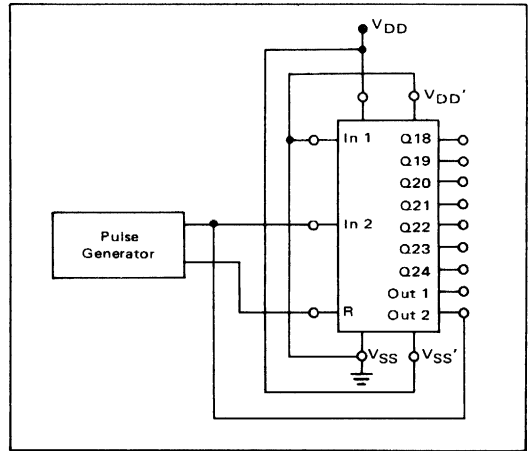 VDD
VDD'
In 1
Q18
Q19
Q20
In 2
Q21
Q22
Pulse
Generator
Q23
Q24
Out 1
R
Out 2
VSS
VSS'